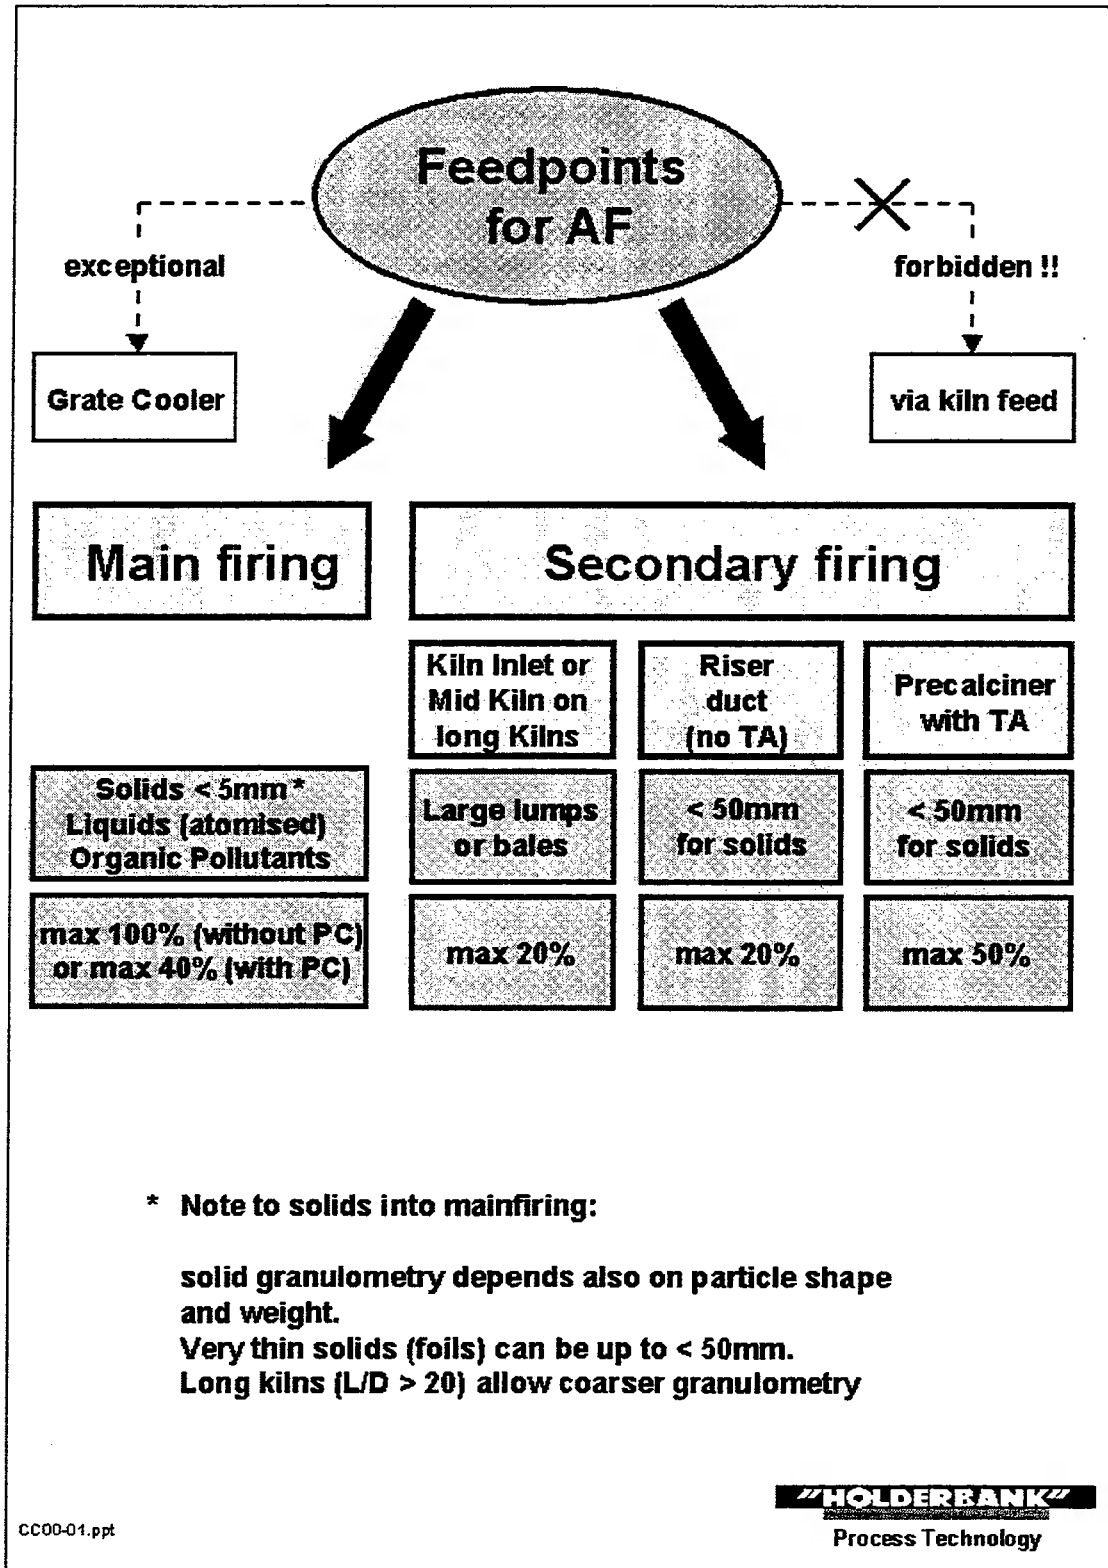 Feedpoints
for AF
exceptional
forbidden !!
Grate Cooler
via kiln feed
Main firing
Secondary firing
Kiln Inlet or
Mid Kiln on
long Kilns
Riser
duct
(no TA)
Precalciner
with TA
Solids < 5mm*
Liquids (atomised)
Organic Pollutants
Large lumps
or bales
< 50mm
for solids
< 50mm
for solids
max 100% (without PC)
or max 40% (with PC)
max 20%
max 20%
max 50%
* Note to solids into mainfiring:
solid granulometry depends also on particle shape
and weight.
Very thin solids (foils) can be up to < 50mm.
Long kilns (L/D > 20) allow coarser granulometry
"HOLDERBANK"
Process Technology
CC00-01.ppt